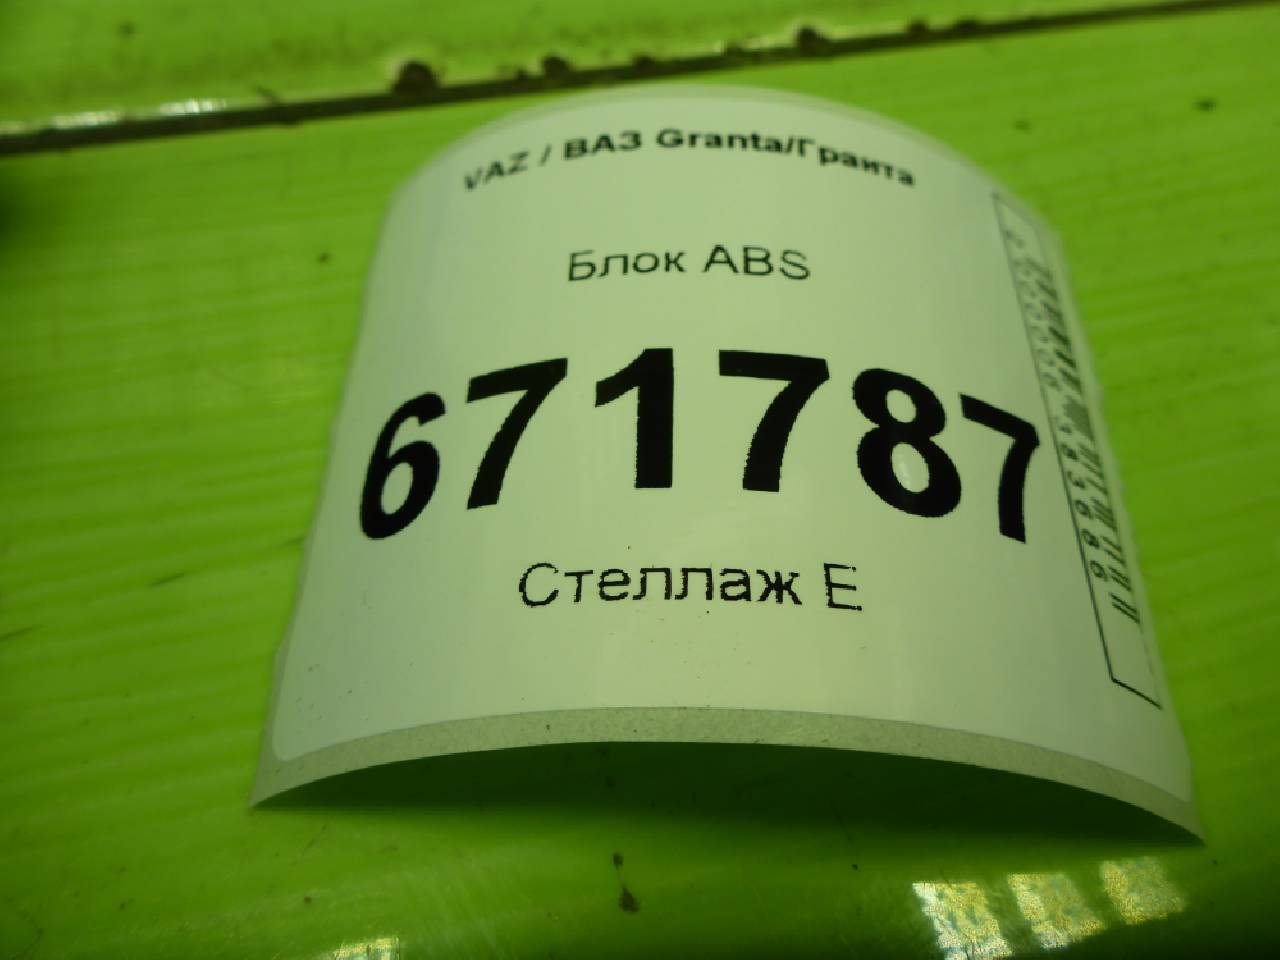 VAZ / ВАЗ Granta/Гранта
Блок ABS
671787
Стеллаж E